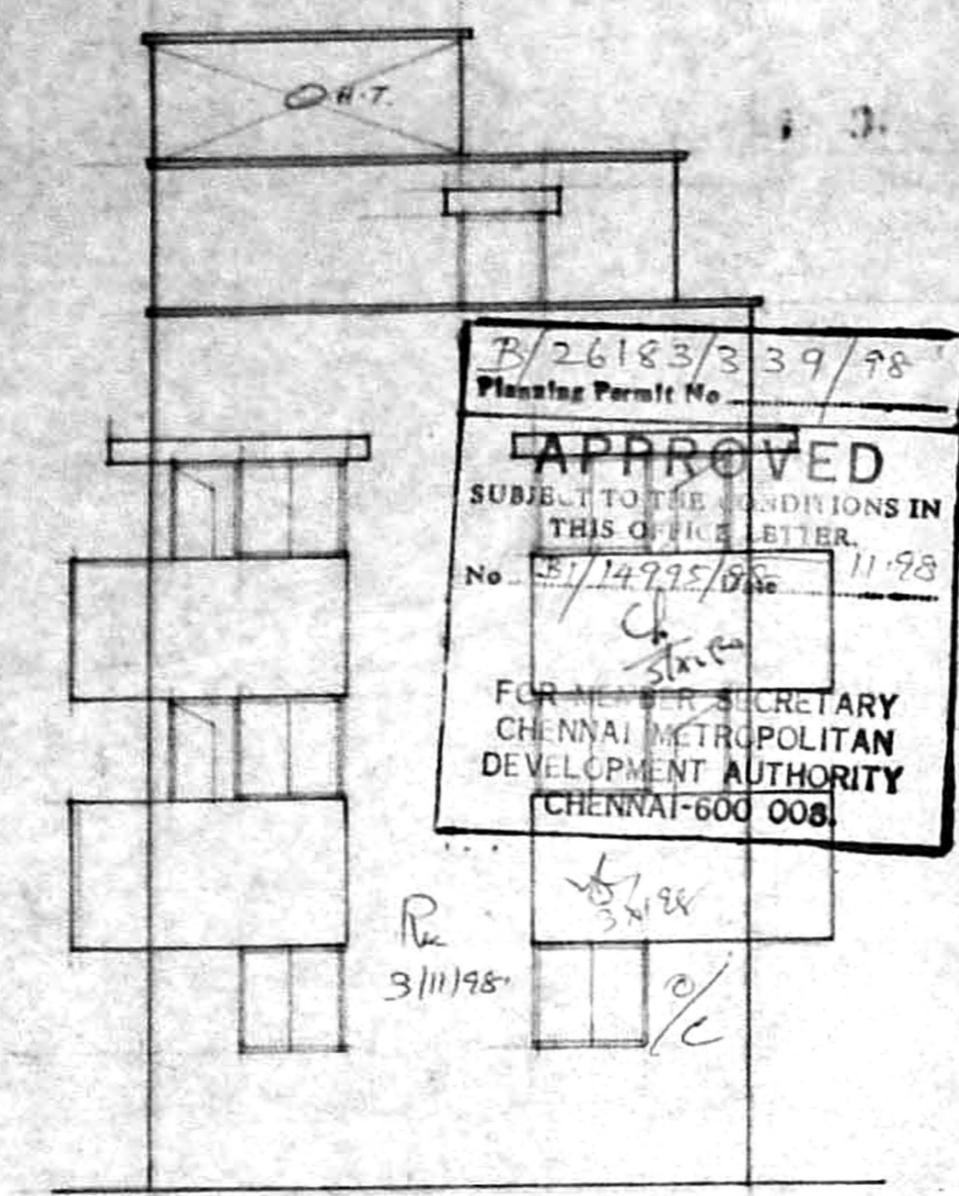 O.H.T.
B/26183/339/98
Planning Permit No
APPROVED
SUBJECT TO THE CONDITIONS IN
THIS OFFICE LETTER.
No B1/14995/98 Date 11.98
FOR MEMBER SECRETARY
CHENNAI METROPOLITAN
DEVELOPMENT AUTHORITY
CHENNAI-600 008.
3/11/98
O/C